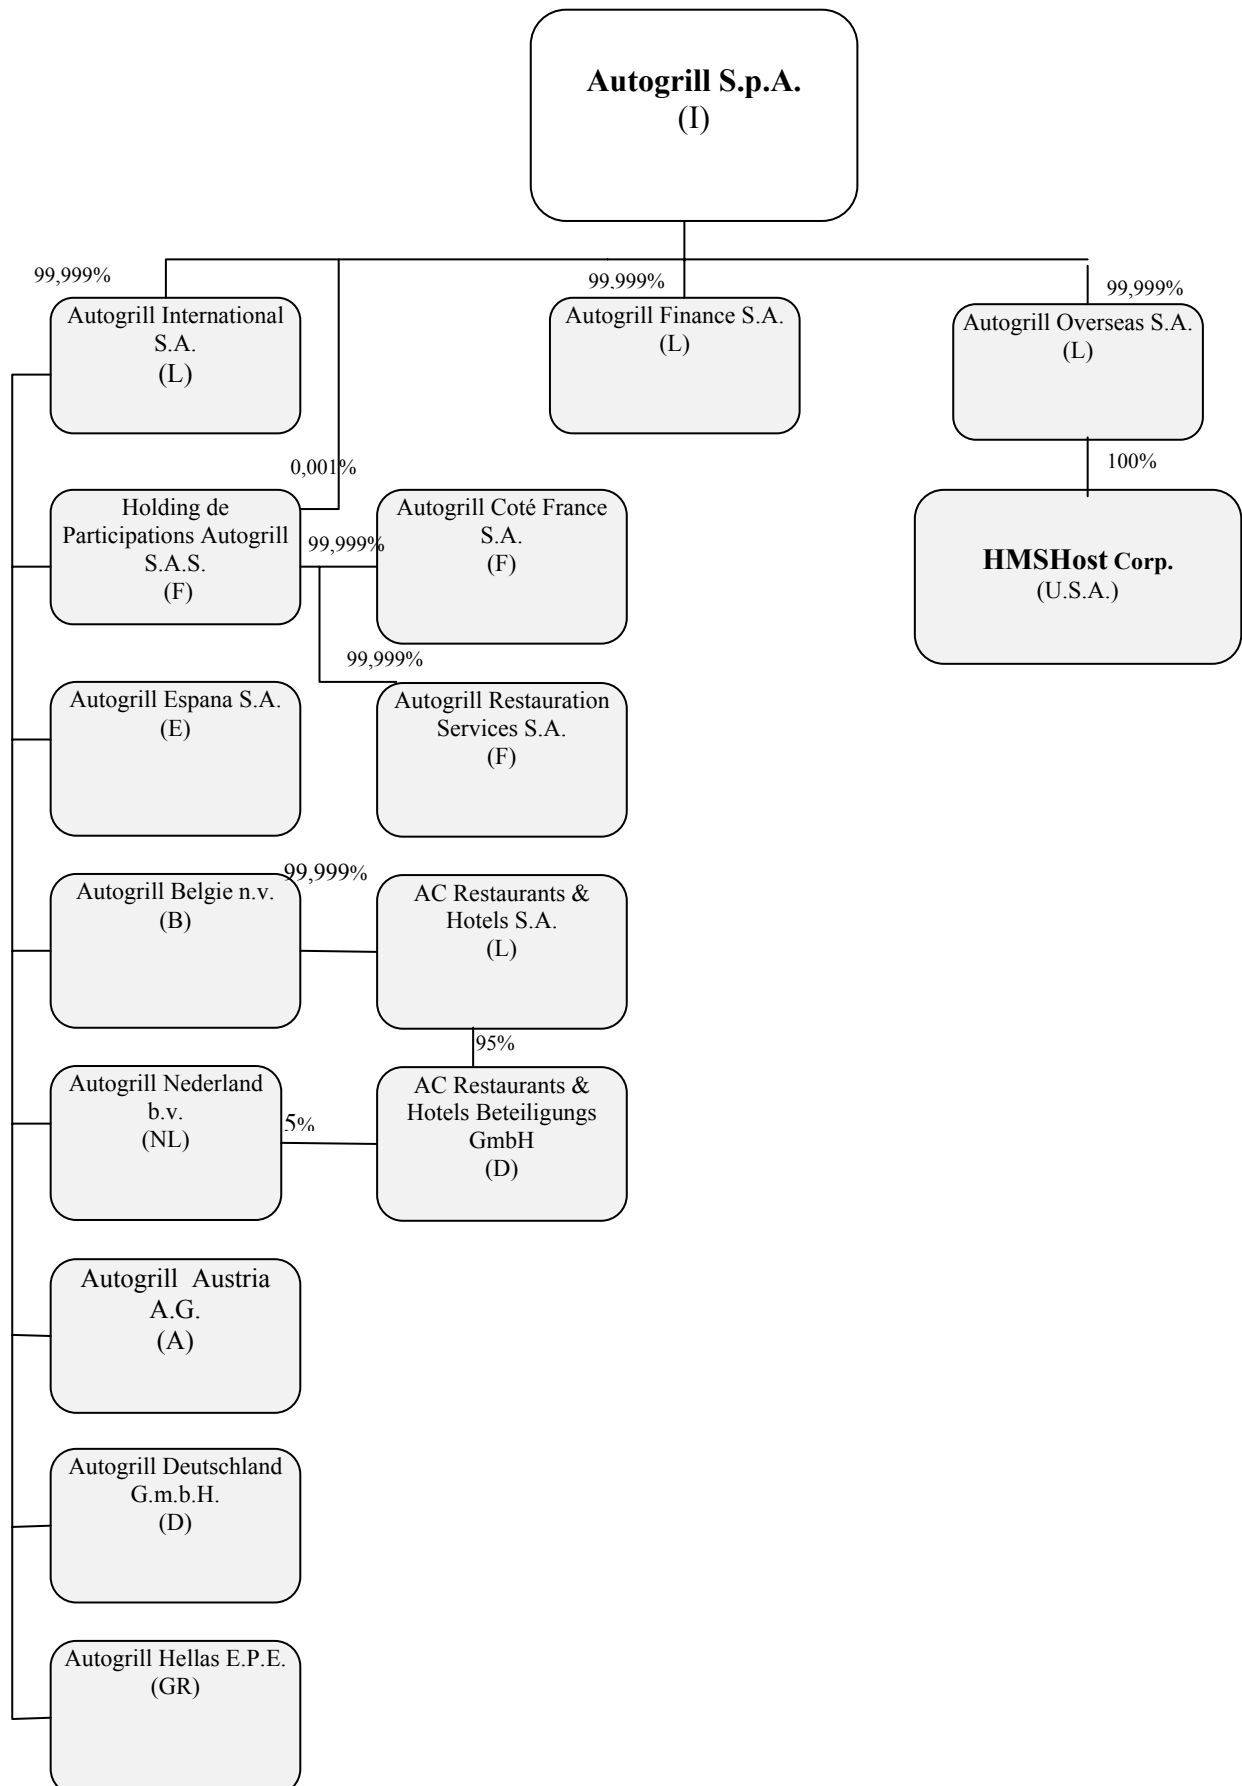 Autogrill S.p.A.
(I)
99,999%
Autogrill International
S.A.
(L)
99,999%
Autogrill Finance S.A.
(L)
99,999%
Autogrill Overseas S.A.
(L)
0,001%
100%
Holding de
Participations Autogrill
S.A.S.
(F)
99,999%
Autogrill Coté France
S.A.
(F)
HMSHost Corp.
(U.S.A.)
99,999%
Autogrill Espana S.A.
(E)
Autogrill Restauration
Services S.A.
(F)
Autogrill Belgie n.v.
(B)
99,999%
AC Restaurants &
Hotels S.A.
(L)
95%
Autogrill Nederland
b.v.
(NL)
5%
AC Restaurants &
Hotels Beteiligungs
GmbH
(D)
Autogrill  Austria
A.G.
(A)
Autogrill Deutschland
G.m.b.H.
(D)
Autogrill Hellas E.P.E.
(GR)